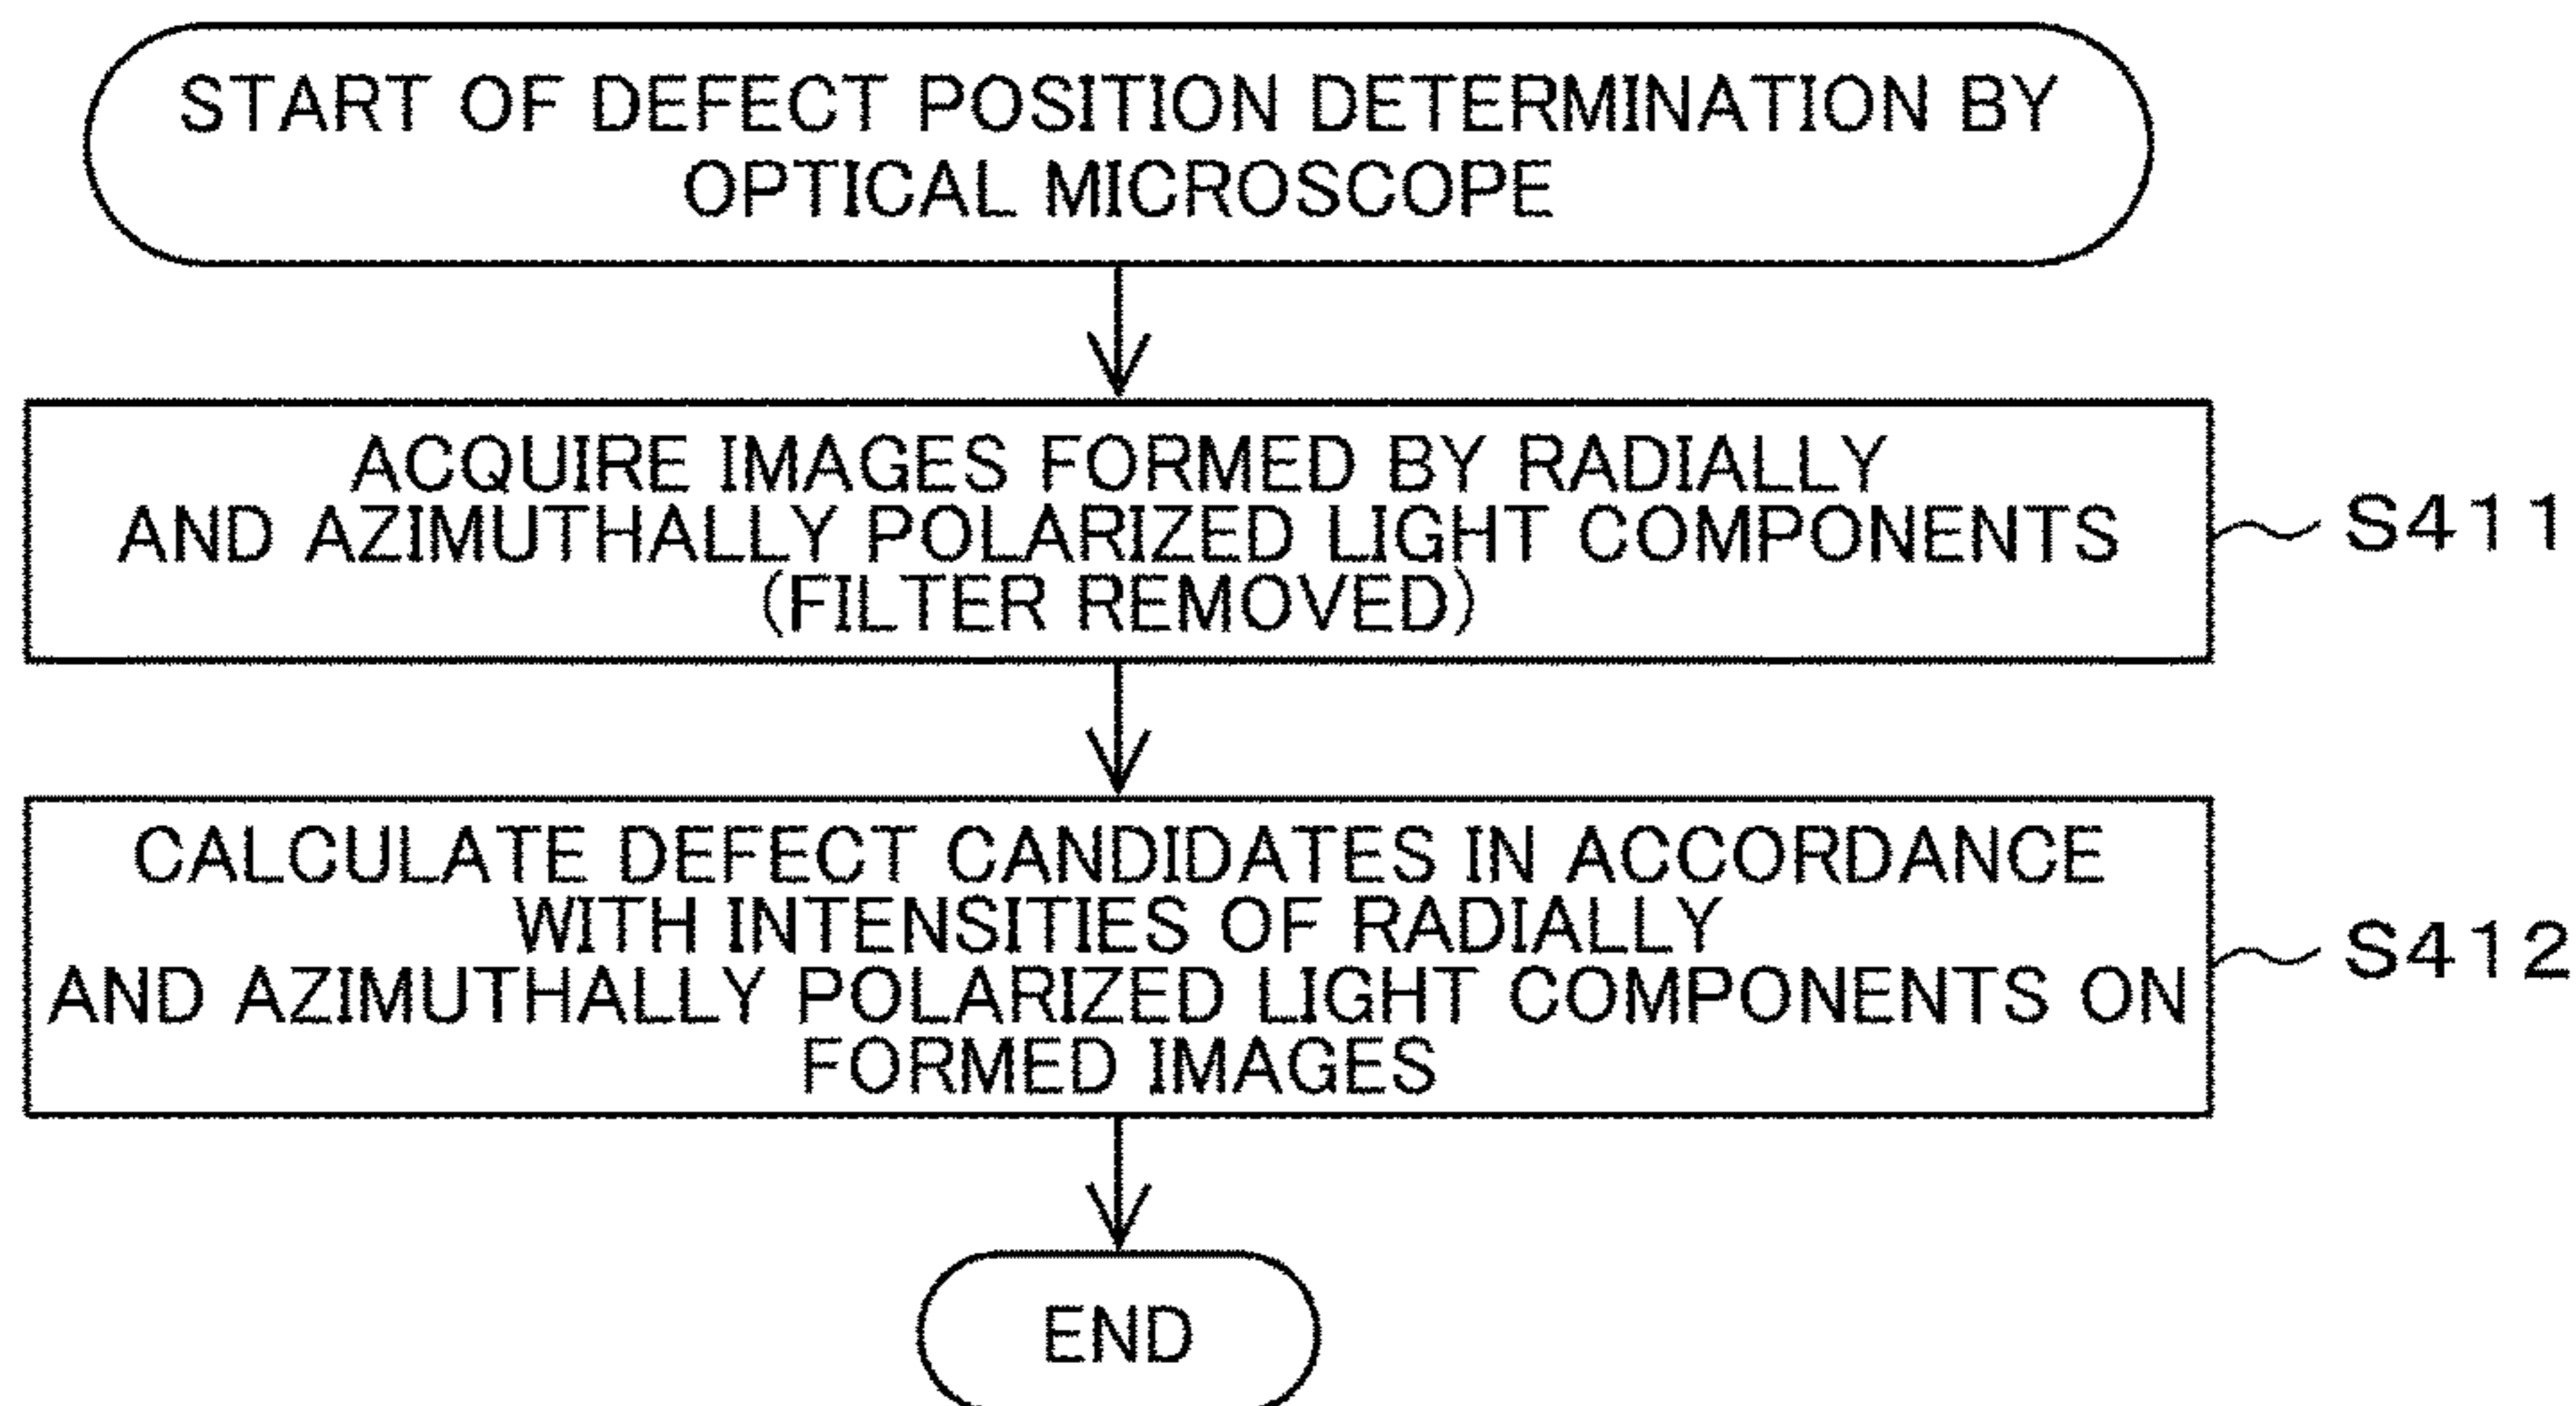 START OF DEFECT POSITION DETERMINATION BY
OPTICAL MICROSCOPE
ACQUIRE IMAGES FORMED BY RADIALLY
AND AZIMUTHALLY POLARIZED LIGHT COMPONENTS
(FILTER REMOVED)
S411
CALCULATE DEFECT CANDIDATES IN ACCORDANCE
WITH INTENSITIES OF RADIALLY
AND AZIMUTHALLY POLARIZED LIGHT COMPONENTS ON
FORMED IMAGES
S412
END